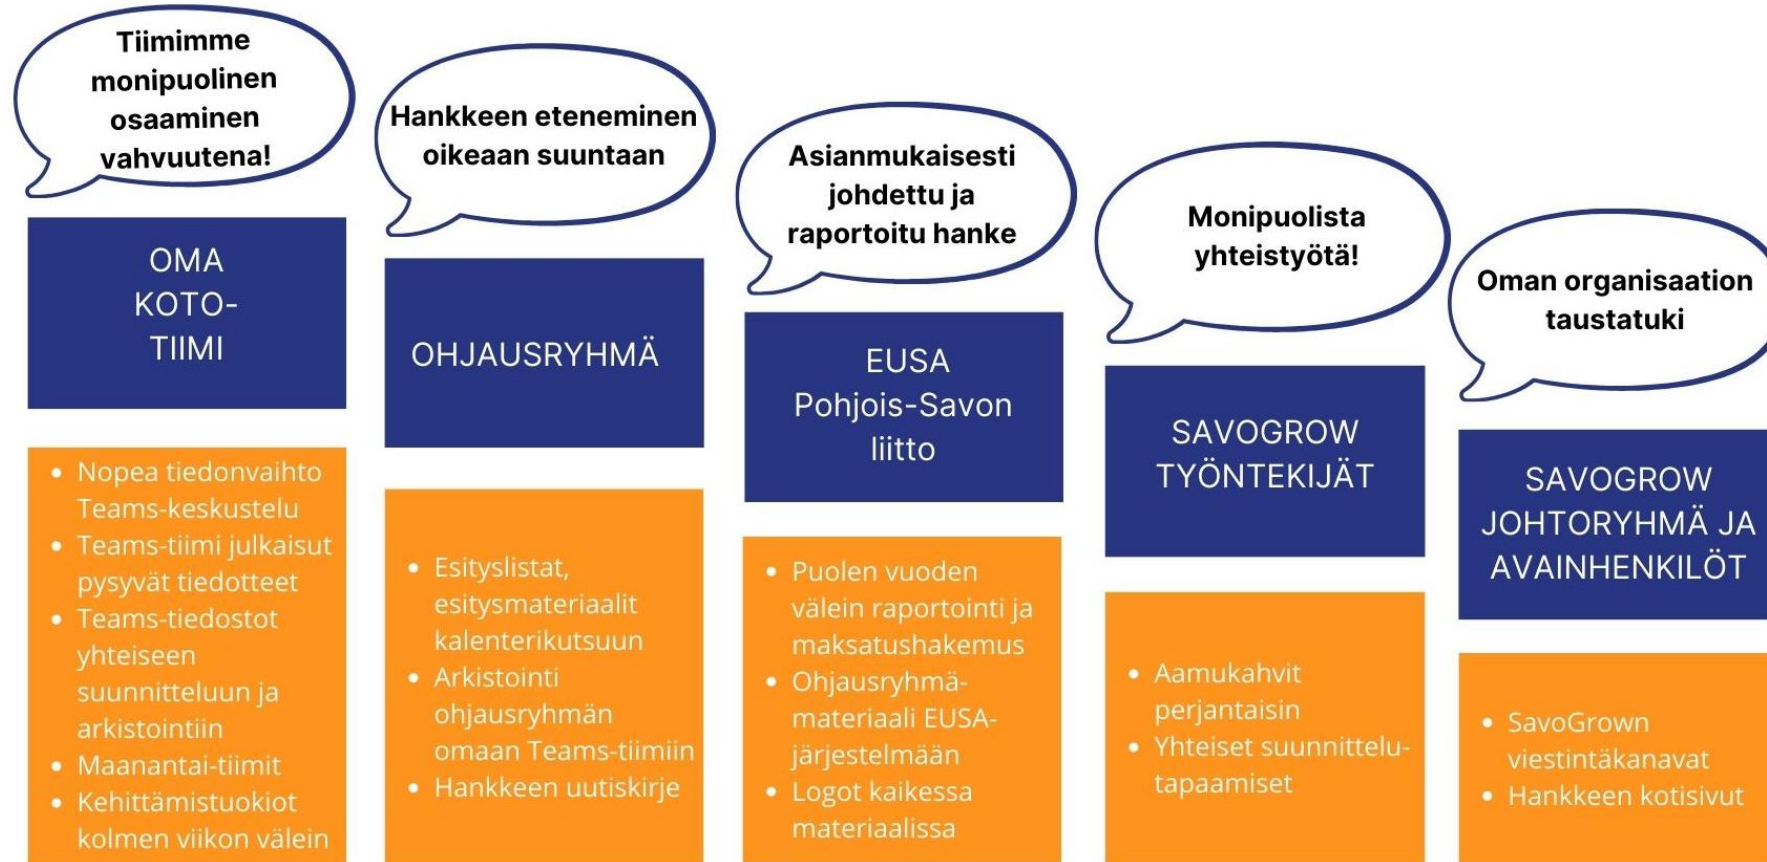 Tiimimme
monipuolinen
osaaminen
vahvuutena!
OMA
KOTO-
TIIMI
• Nopea tiedonvaihto
Teams-keskustelu
• Teams-tiimi julkaisut
pysyvät tiedotteet
• Teams-tiedostot
yhteiseen
suunnitteluun ja
arkistointiin
• Maanantai-tiimit
• Kehittämistuokiot
kolmen viikon välein
Hankkeen eteneminen
oikeaan suuntaan
OHJAUSRYHMÄ
• Esityslistat,
esitysmateriaalit
kalenterikutsuun
• Arkistointi
ohjausryhmän
omaan Teams-tiimiin
• Hankkeen uutiskirje
Asianmukaisesti
johdettu ja
raportoitu hanke
EUSA
Pohjois-Savon
liitto
• Puolen vuoden
välein raportointi ja
maksatushakemus
• Ohjausryhmä-
materiaali EUSA-
järjestelmään
• Logot kaikessa
materiaalissa
Monipuolista
yhteistyötä!
SAVOGROW
TYÖNTEKIJÄT
• Aamukahvit
perjantaisin
• Yhteiset suunnittelu-
tapaamiset
Oman organisaation
taustatuki
SAVOGROW
JOHTORYHMÄ JA
AVAINHENKILÖT
• SavoGrown
viestintäkanavat
• Hankkeen kotisivut